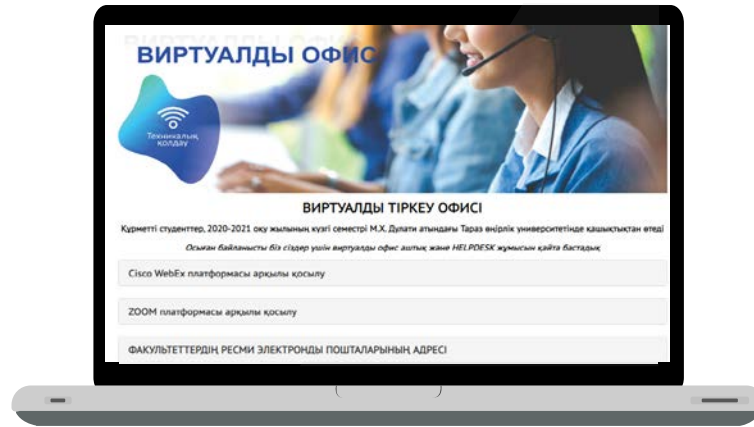 ВИРТУАЛДЫ ОФИС
Техникалық
қолдау
ВИРТУАЛДЫ ТІРКЕУ ОФИСІ
Құрметті студенттер, 2020-2021 оқу жылының күзгі семестрі М.Х. Дулати атындағы Тараз өңірлік университетінде қашықтықтан өтеді
Осыған байланысты біз сіздер үшін виртуалды офис аштық және HELPDESK жұмысын қайта бастадық
Cisco WebEx платформасы арқылы қосылу
ZOOM платформасы арқылы қосылу
ФАКУЛЬТЕТТЕРДІҢ РЕСМИ ЭЛЕКТРОНДЫ ПОШТАЛАРЫНЫҢ АДРЕСІ